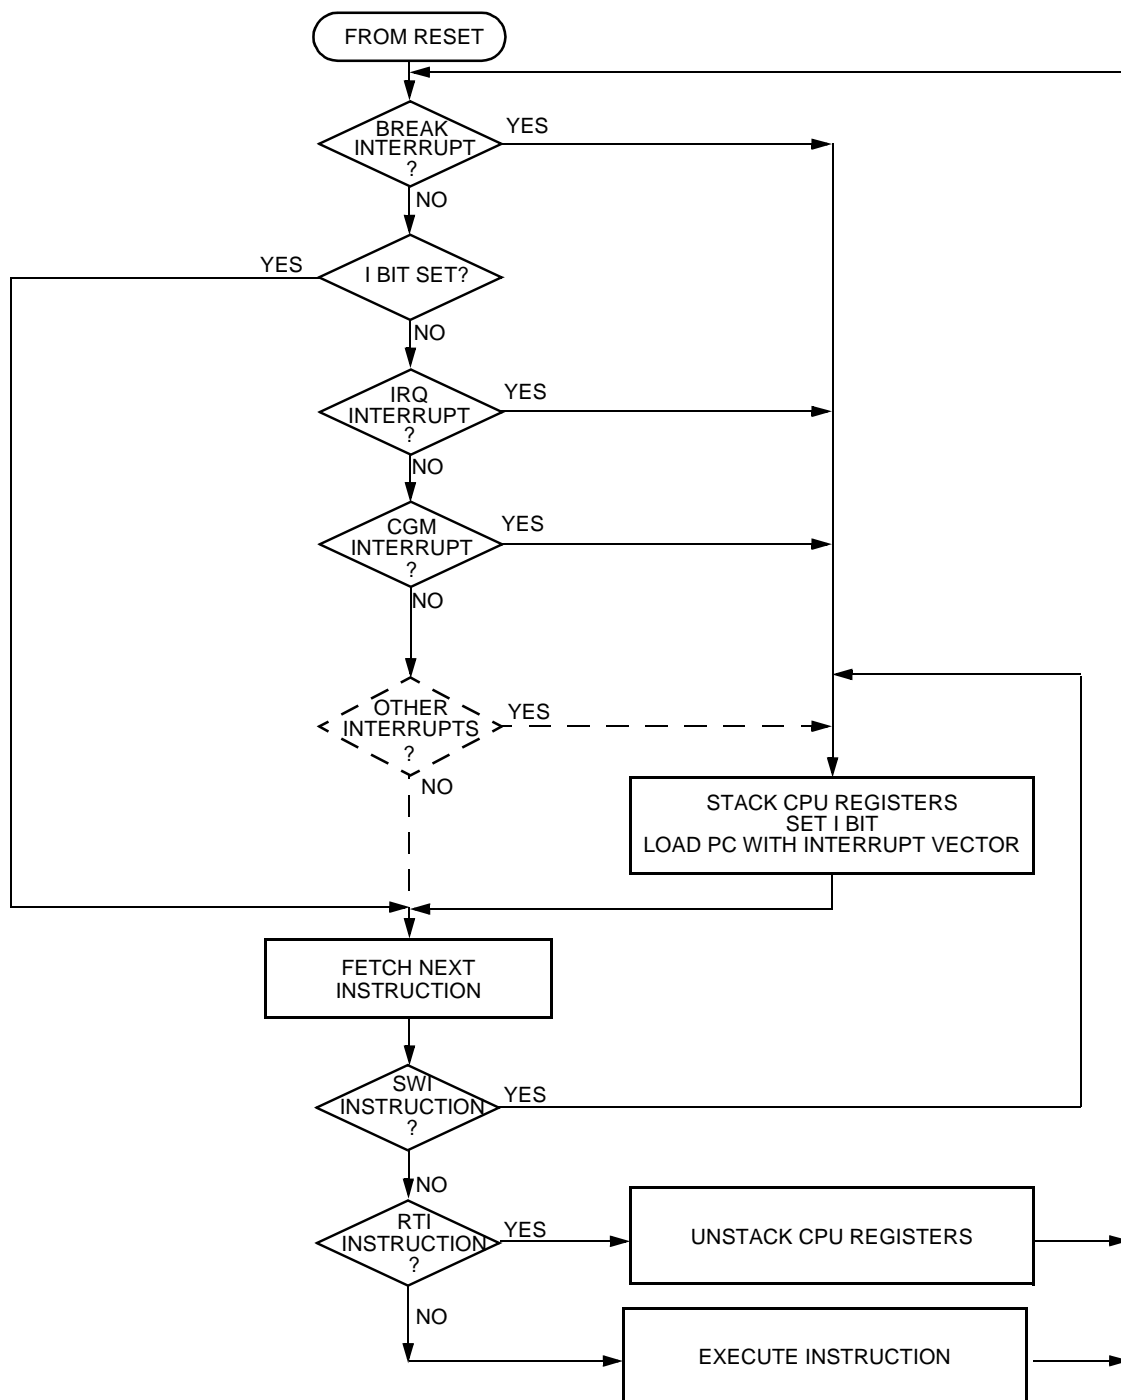 FROM RESET
BREAK
INTERRUPT
?
YES
NO
I BIT SET?
YES
NO
IRQ
INTERRUPT
?
YES
NO
CGM
INTERRUPT
?
YES
NO
OTHER
INTERRUPTS
?
YES
NO
STACK CPU REGISTERS
SET I BIT
LOAD PC WITH INTERRUPT VECTOR
FETCH NEXT
INSTRUCTION
SWI
INSTRUCTION
?
YES
NO
RTI
INSTRUCTION
?
YES
UNSTACK CPU REGISTERS
NO
EXECUTE INSTRUCTION